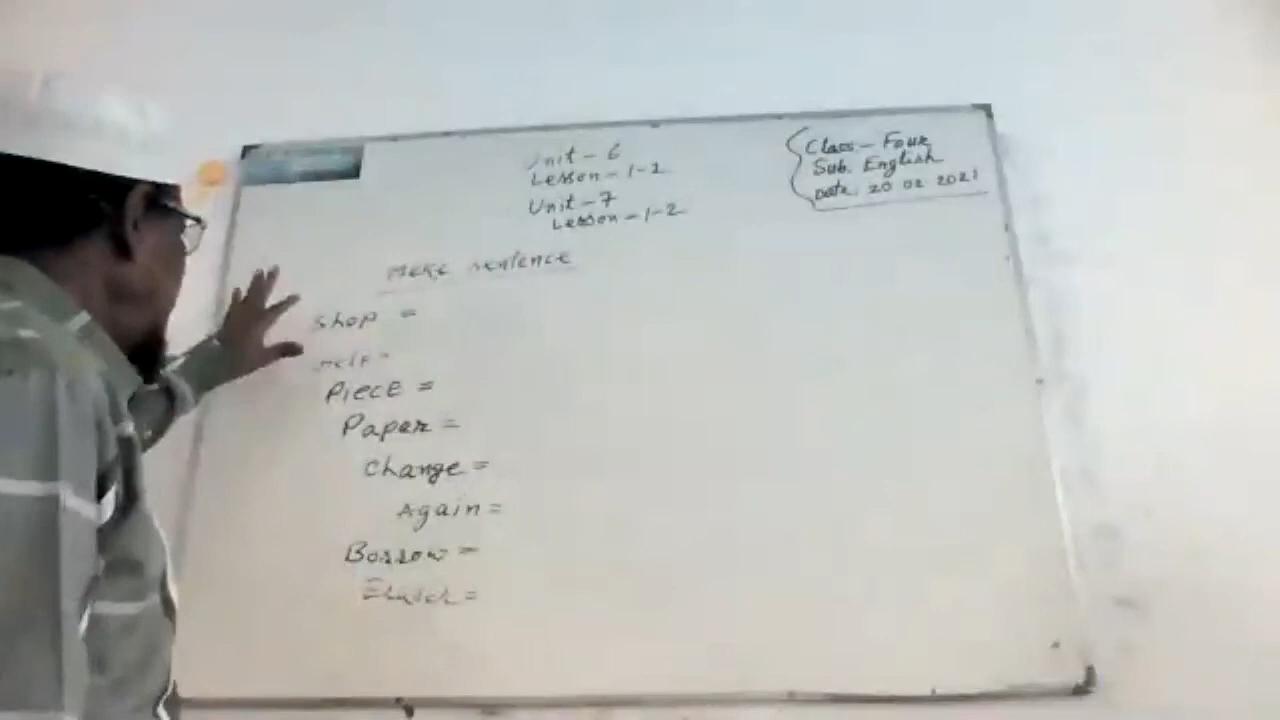 Unit - 6
Lesson - 1-2
Unit - 7
Lesson - 1-2
Class - Four
Sub. English
Date: 20 02 2021
Make sentence
Shop =
Piece =
Paper =
Change =
Again =
Borrow =